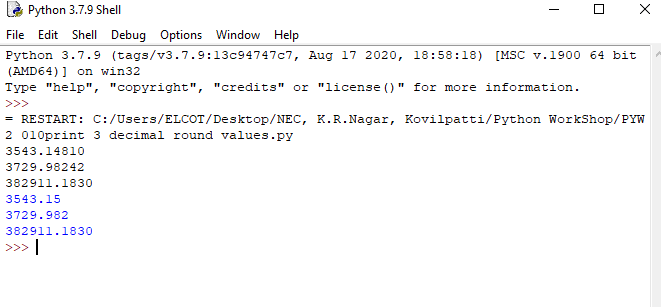 Python 3.7.9 Shell
File Edit Shell Debug Options Window Help
Python 3.7.9 (tags/v3.7.9:13c94747c7, Aug 17 2020, 18:58:18) [MSC v.1900 64 bit
(AMD64)] on win32
Type "help", "copyright", "credits" or "license()" for more information.
>>>
= RESTART: C:/Users/ELCOT/Desktop/NEC, K.R.Nagar, Kovilpatti/Python WorkShop/PYW
2 010print 3 decimal round values.py
3543.14810
3729.98242
382911.1830
3543.15
3729.982
382911.1830
>>>